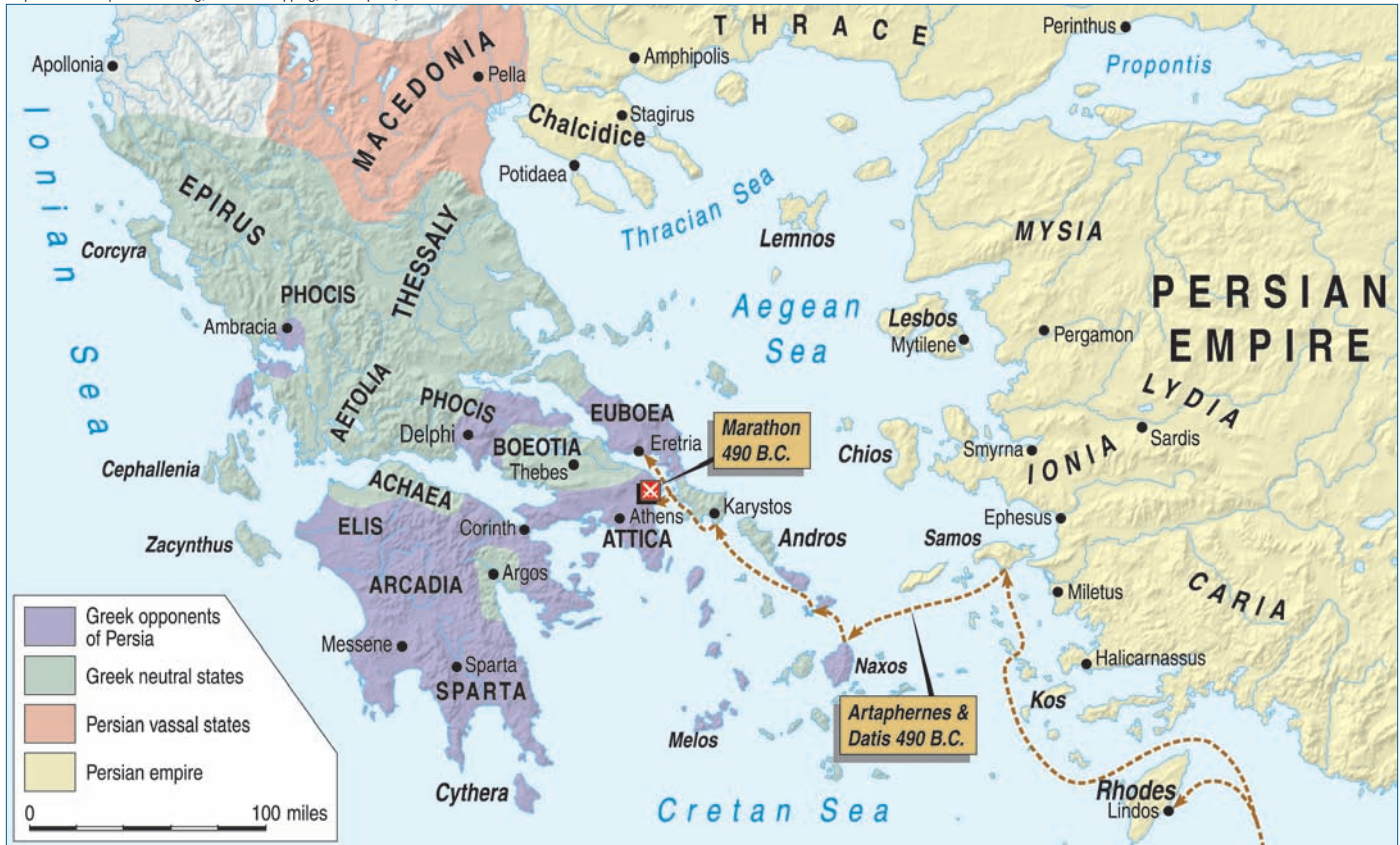 THRACE
Perinthus
Propontis
Apollonia
Amphipolis
Pella
MACEDONIA
Stagirus
Chalcidice
Potidaea
Ionian Sea
EPIRUS
Thracian Sea
Lemnos
MYSIA
Corcyra
THESSALY
PHOCIS
Ambracia
Aegean
Sea
Lesbos
Mytilene
Pergamon
PERSIAN
EMPIRE
LYDIA
AETOLIA
PHOCIS
Delphi
EUBOEA
Eretria
BOEOTIA
Thebes
Marathon
490 B.C.
Chios
Smyrna
IONIA
Sardis
Cephallenia
ACHAEA
ELIS
Corinth
Athens
ATTICA
Karystos
Andros
Samos
Ephesus
Zacynthus
ARCADIA
Argos
Miletus
CARIA
Messene
Sparta
SPARTA
Naxos
Halicarnassus
Kos
Melos
Artaphernes &
Datis 490 B.C.
Cythera
Cretan Sea
Rhodes
Lindos
Greek opponents
of Persia
Greek neutral states
Persian vassal states
Persian empire
0 100 miles